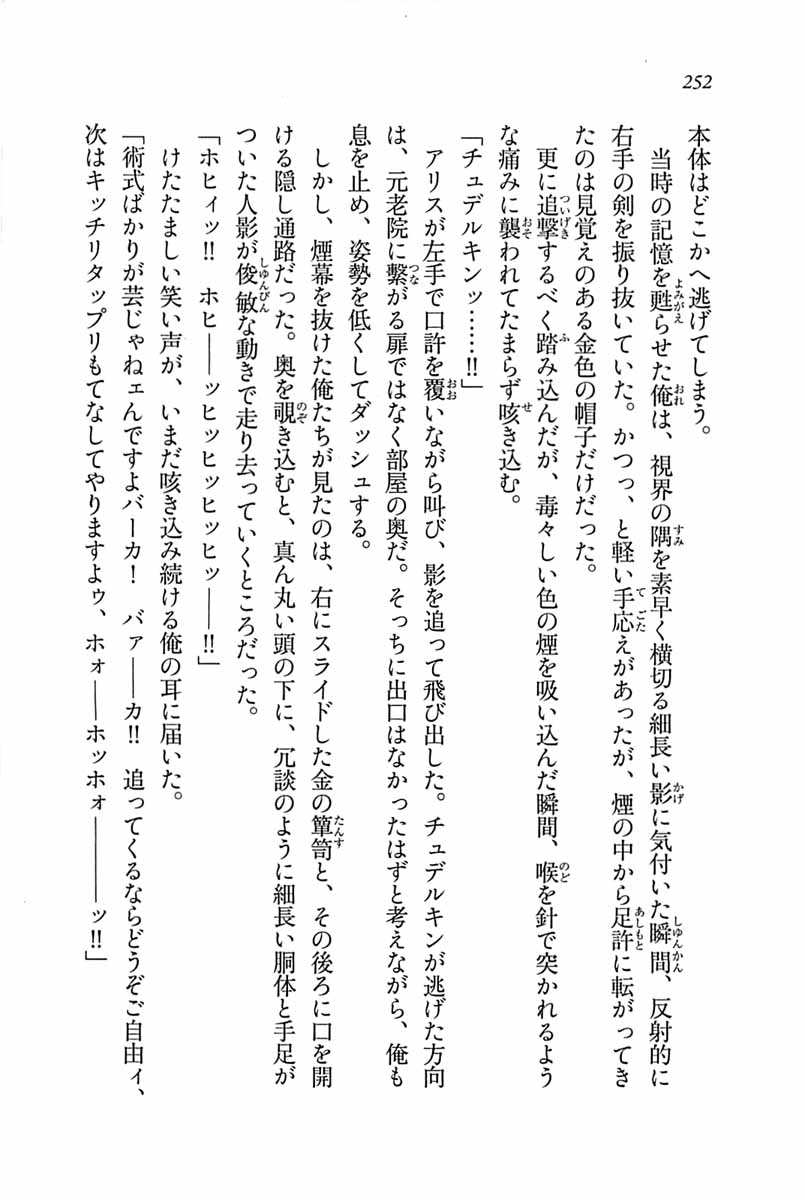 252
本体はどこかへ逃げてしまう。
　当時の記憶を甦らせた俺は、視界の隅を素早く横切る細長い影に気付いた瞬間、反射的に
右手の剣を振り抜いていた。かつっ、と軽い手応えがあったが、煙の中から足許に転がってき
たのは見覚えのある金色の帽子だけだった。
　更に追撃するべく踏み込んだが、毒々しい色の煙を吸い込んだ瞬間、喉を針で突かれるよう
な痛みに襲われてたまらず咳き込む。
「チュデルキンッ……!!」
　アリスが左手で口許を覆いながら叫び、影を追って飛び出した。チュデルキンが逃げた方向
は、元老院に繋がる扉ではなく部屋の奥だ。そっちに出口はなかったはずと考えながら、俺も
息を止め、姿勢を低くしてダッシュする。
　しかし、煙幕を抜けた俺たちが見たのは、右にスライドした金の簞笥と、その後ろに口を開
ける隠し通路だった。奥を覗き込むと、真ん丸い頭の下に、冗談のように細長い胴体と手足が
ついた人影が俊敏な動きで走り去っていくところだった。
「ホヒィッ!!　ホヒ――ッヒッヒッヒッヒッ――!!」
　けたたましい笑い声が、いまだ咳き込み続ける俺の耳に届いた。
「術式ばかりが芸じゃねェんですよバーカ！　バァ――カ!!　追ってくるならどうぞご自由ィ、
次はキッチリタップリもてなしてやりますよゥ、ホォ――ホッホォ――――ッ!!」